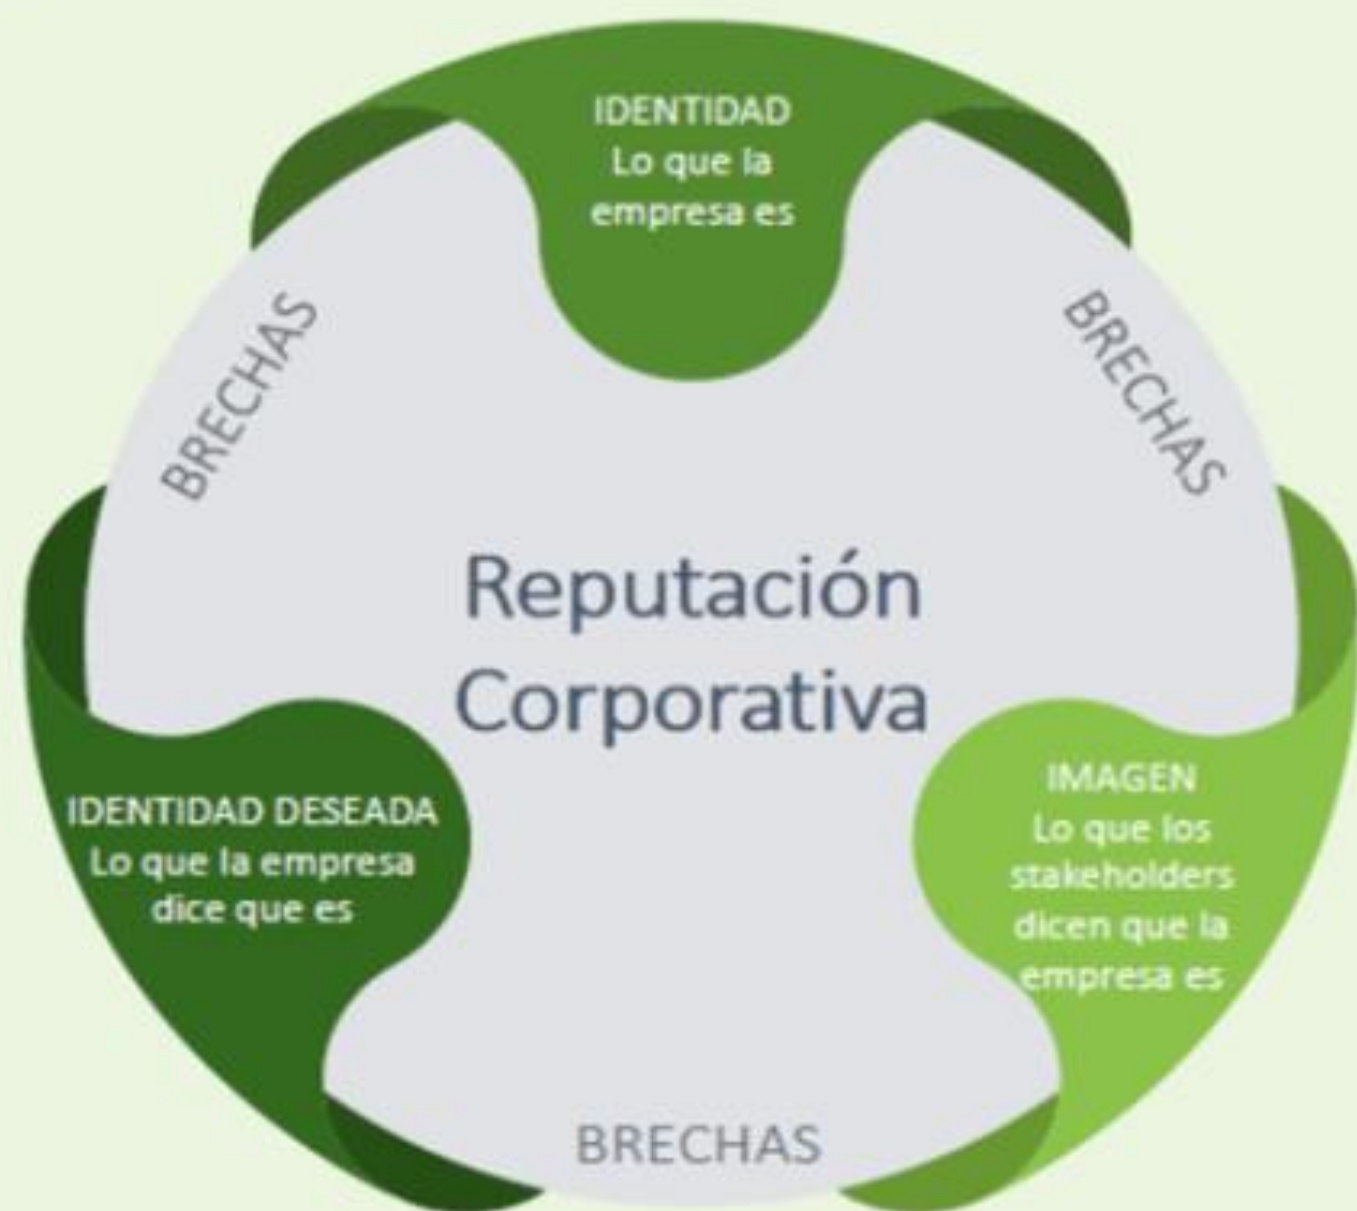 IDENTIDAD
Lo que la
empresa es
BRECHAS
BRECHAS
Reputación
Corporativa
IDENTIDAD DESEADA
Lo que la empresa
dice que es
IMAGEN
Lo que los
stakeholders
dicen que la
empresa es
BRECHAS